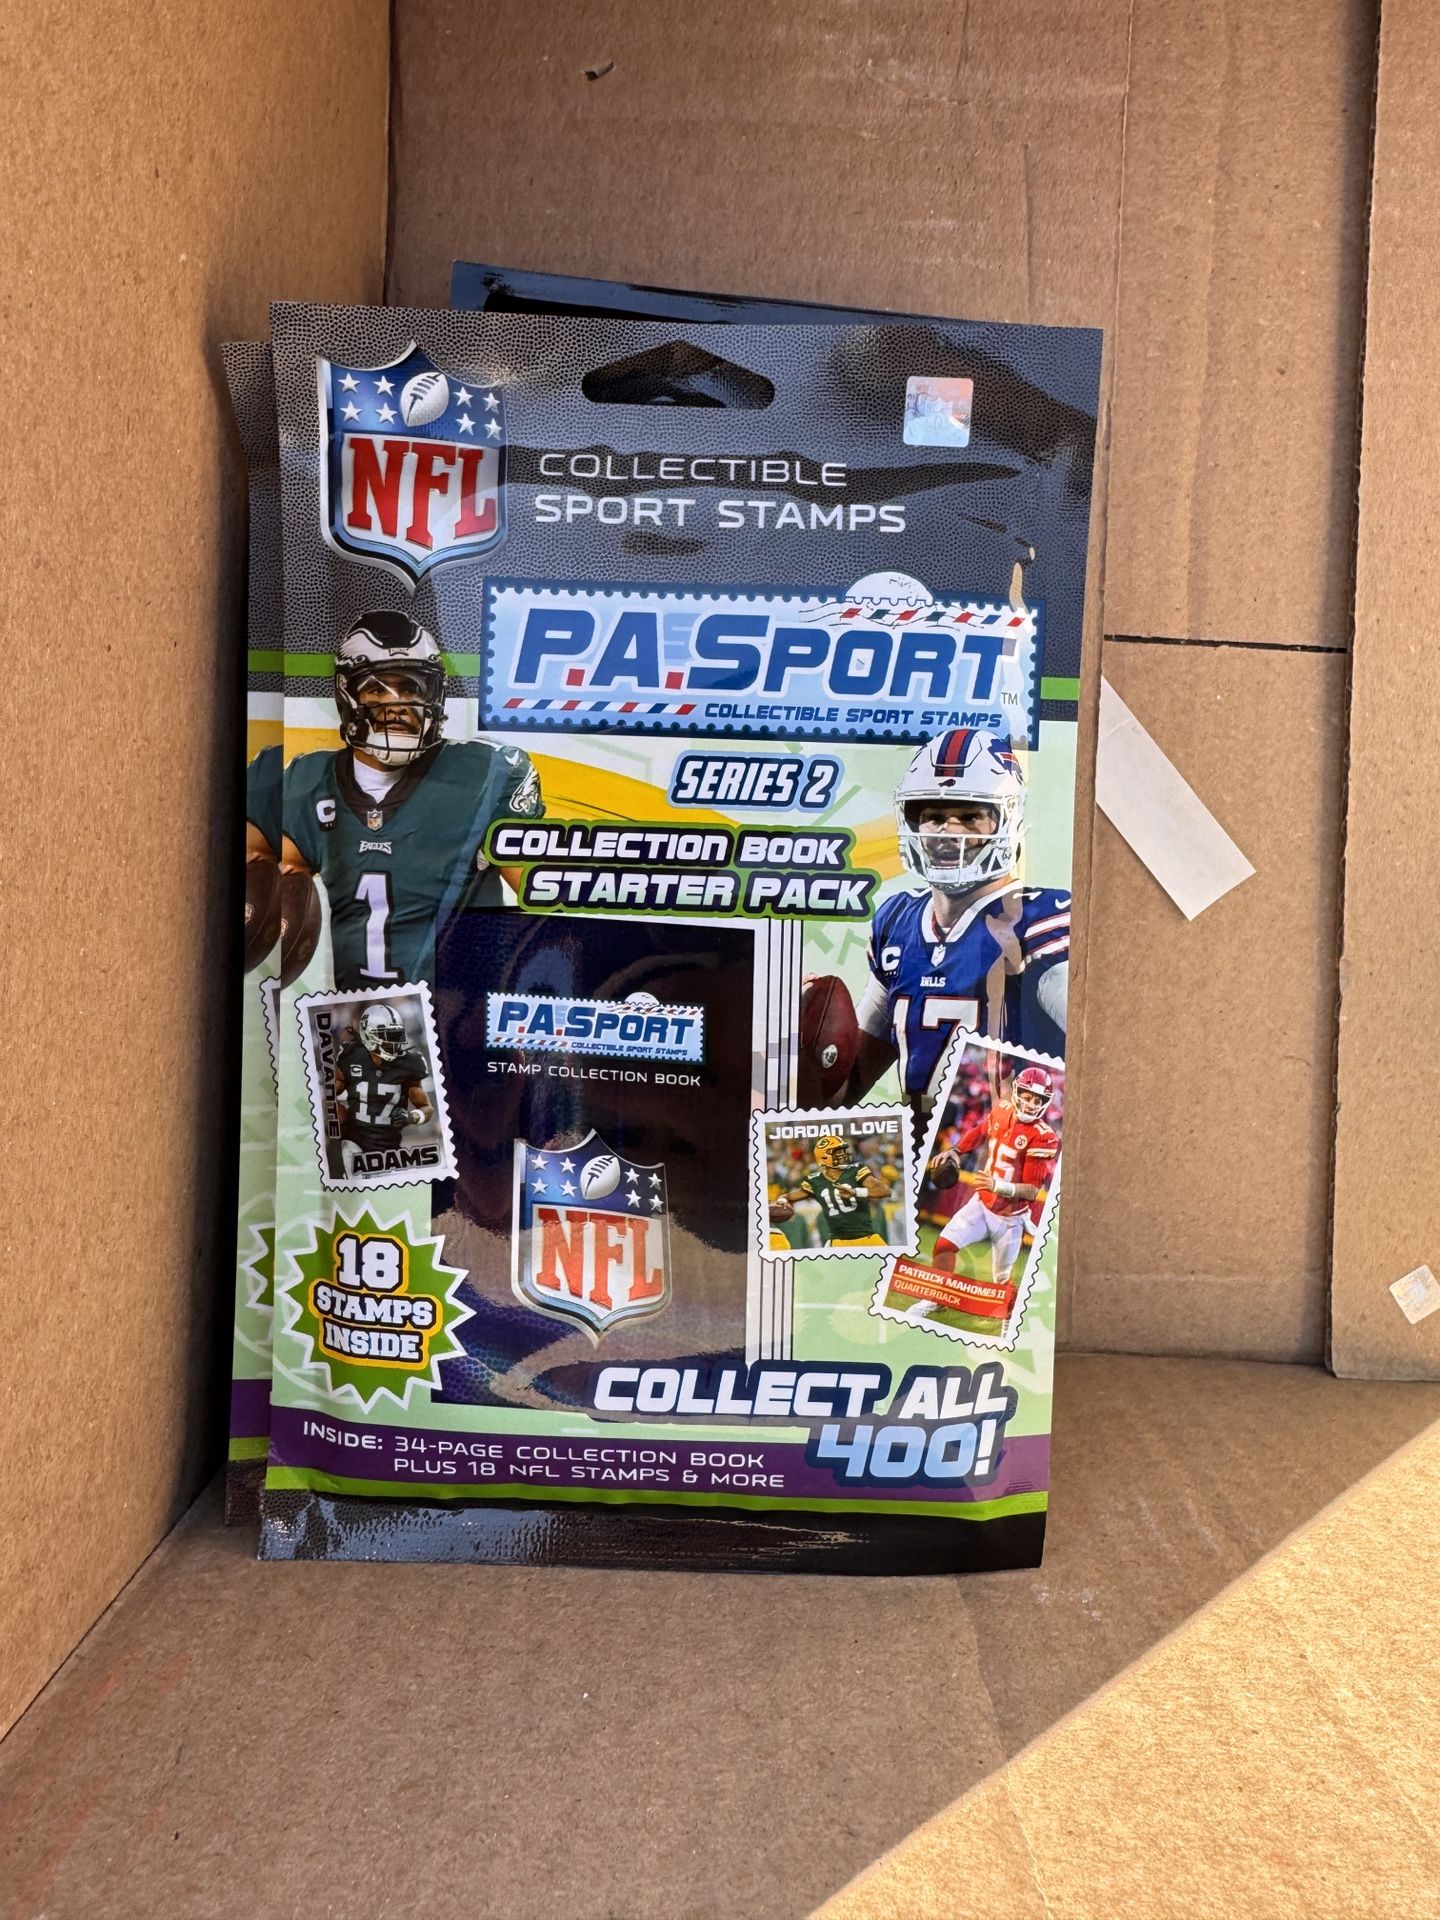 NFL
COLLECTIBLE
SPORT STAMPS
P.A.SPORT™
COLLECTIBLE SPORT STAMPS
SERIES 2
COLLECTION BOOK
STARTER PACK
C
EAGLES
1
C
BILLS
17
P.A.SPORT
COLLECTIBLE SPORT STAMPS
STAMP COLLECTION BOOK
NFL
DAVANTE
17
ADAMS
JORDAN LOVE
10
15
PATRICK MAHOMES II
QUARTERBACK
18
STAMPS
INSIDE
COLLECT ALL
400!
INSIDE: 34-PAGE COLLECTION BOOK
PLUS 18 NFL STAMPS & MORE